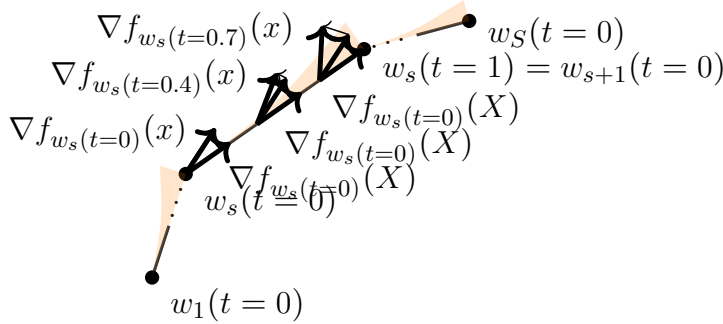 ∇f_{w_s(t=0.7)}(x)
w_S(t = 0)
w_s(t = 1) = w_{s+1}(t = 0)
∇f_{w_s(t=0.4)}(x)
∇f_{w_s(t=0)}(X)
∇f_{w_s(t=0)}(x)
∇f_{w_s(t=0)}(X)
∇f_{w_s(t=0)}(X)
w_s(t = 0)
w_1(t = 0)